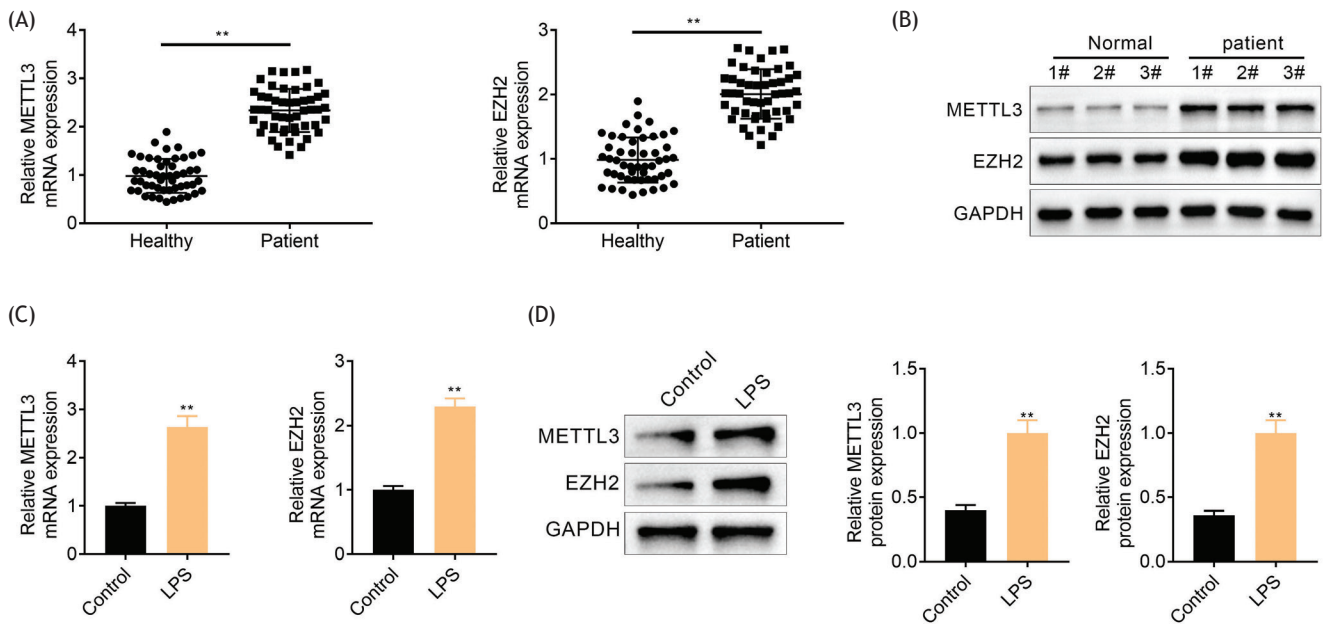 (A)
Relative METTL3
mRNA expression
4
3
2
1
0
**
Healthy
Patient
Relative EZH2
mRNA expression
3
2
1
0
**
Healthy
Patient
(B)
Normal
patient
1# 2# 3# 1# 2# 3#
METTL3
EZH2
GAPDH
(C)
Relative METTL3
mRNA expression
4
3
2
1
0
**
Control
LPS
Relative EZH2
mRNA expression
3
2
1
0
**
Control
LPS
(D)
Control
LPS
METTL3
EZH2
GAPDH
Relative METTL3
protein expression
1.5
1.0
0.5
0.0
**
Control
LPS
Relative EZH2
protein expression
1.5
1.0
0.5
0.0
**
Control
LPS